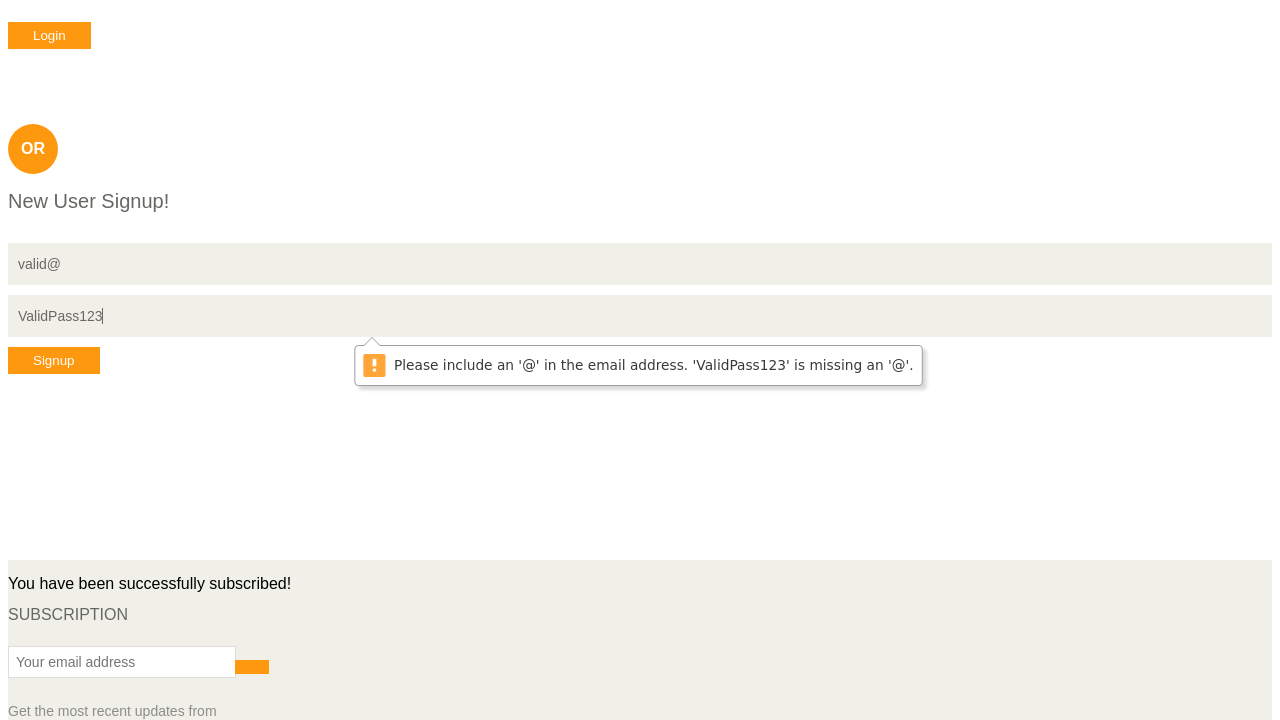 Login
OR
New User Signup!
valid@
ValidPass123
Signup
Please include an '@' in the email address. 'ValidPass123' is missing an '@'.
You have been successfully subscribed!
SUBSCRIPTION
Your email address
Get the most recent updates from